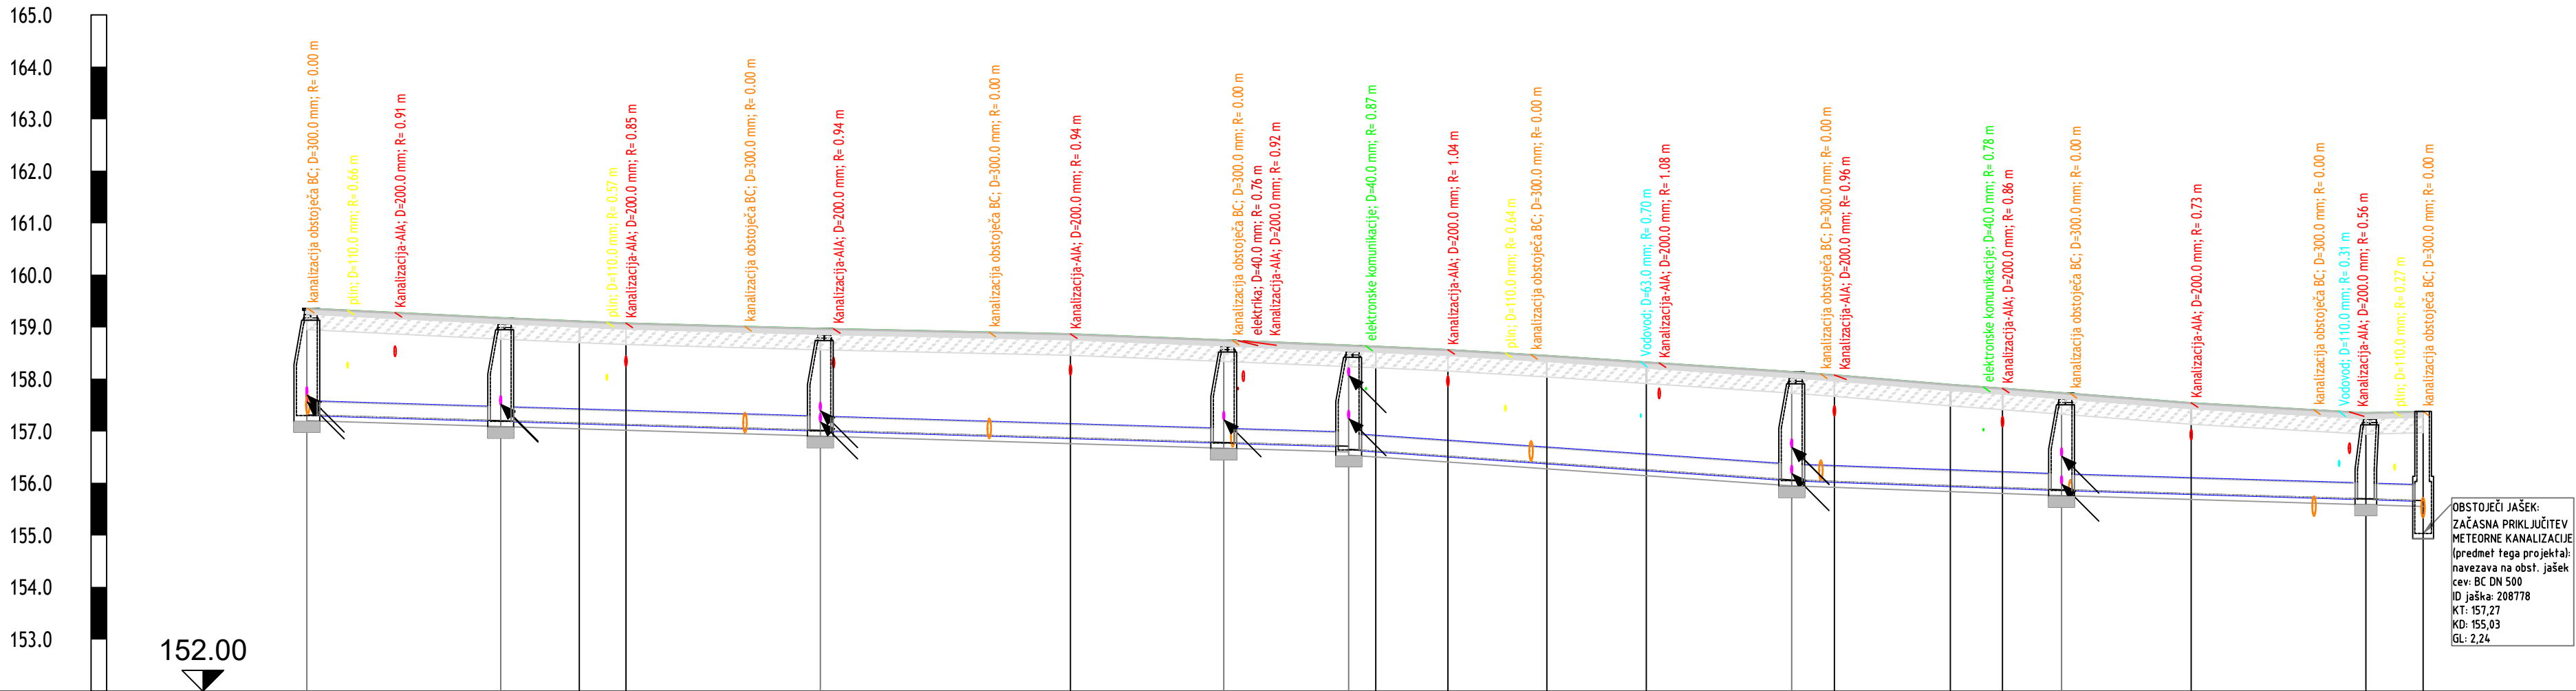 165.0
164.0
163.0
162.0
161.0
160.0
159.0
158.0
157.0
156.0
155.0
154.0
153.0
152.00
kanalizacija obstoječa BC; D=300.0 mm; R= 0.00 m
plin; D=110.0 mm; R= 0.66 m
Kanalizacija-AIA; D=200.0 mm; R= 0.91 m
plin; D=110.0 mm; R= 0.57 m
Kanalizacija-AIA; D=200.0 mm; R= 0.85 m
kanalizacija obstoječa BC; D=300.0 mm; R= 0.00 m
Kanalizacija-AIA; D=200.0 mm; R= 0.94 m
kanalizacija obstoječa BC; D=300.0 mm; R= 0.00 m
Kanalizacija-AIA; D=200.0 mm; R= 0.94 m
kanalizacija obstoječa BC; D=300.0 mm; R= 0.00 m
elektrika; D=40.0 mm; R= 0.76 m
Kanalizacija-AIA; D=200.0 mm; R= 0.92 m
elektronske komunikacije; D=40.0 mm; R= 0.87 m
Kanalizacija-AIA; D=200.0 mm; R= 1.04 m
plin; D=110.0 mm; R= 0.64 m
kanalizacija obstoječa BC; D=300.0 mm; R= 0.00 m
Vodovod; D=63.0 mm; R= 0.70 m
Kanalizacija-AIA; D=200.0 mm; R= 1.08 m
kanalizacija obstoječa BC; D=300.0 mm; R= 0.00 m
Kanalizacija-AIA; D=200.0 mm; R= 0.96 m
elektronske komunikacije; D=40.0 mm; R= 0.78 m
Kanalizacija-AIA; D=200.0 mm; R= 0.86 m
kanalizacija obstoječa BC; D=300.0 mm; R= 0.00 m
Kanalizacija-AIA; D=200.0 mm; R= 0.73 m
kanalizacija obstoječa BC; D=300.0 mm; R= 0.00 m
Vodovod; D=110.0 mm; R= 0.31 m
Kanalizacija-AIA; D=200.0 mm; R= 0.56 m
plin; D=110.0 mm; R= 0.27 m
kanalizacija obstoječa BC; D=300.0 mm; R= 0.00 m
OBSTOJEČI JAŠEK:
ZAČASNA PRIKLJUČITEV
METEORNE KANALIZACIJE
(predmet tega projekta):
navezava na obst. jašek
cev: BC DN 500
ID jaška: 208778
KT: 157,27
KD: 155,03
GL: 2,24